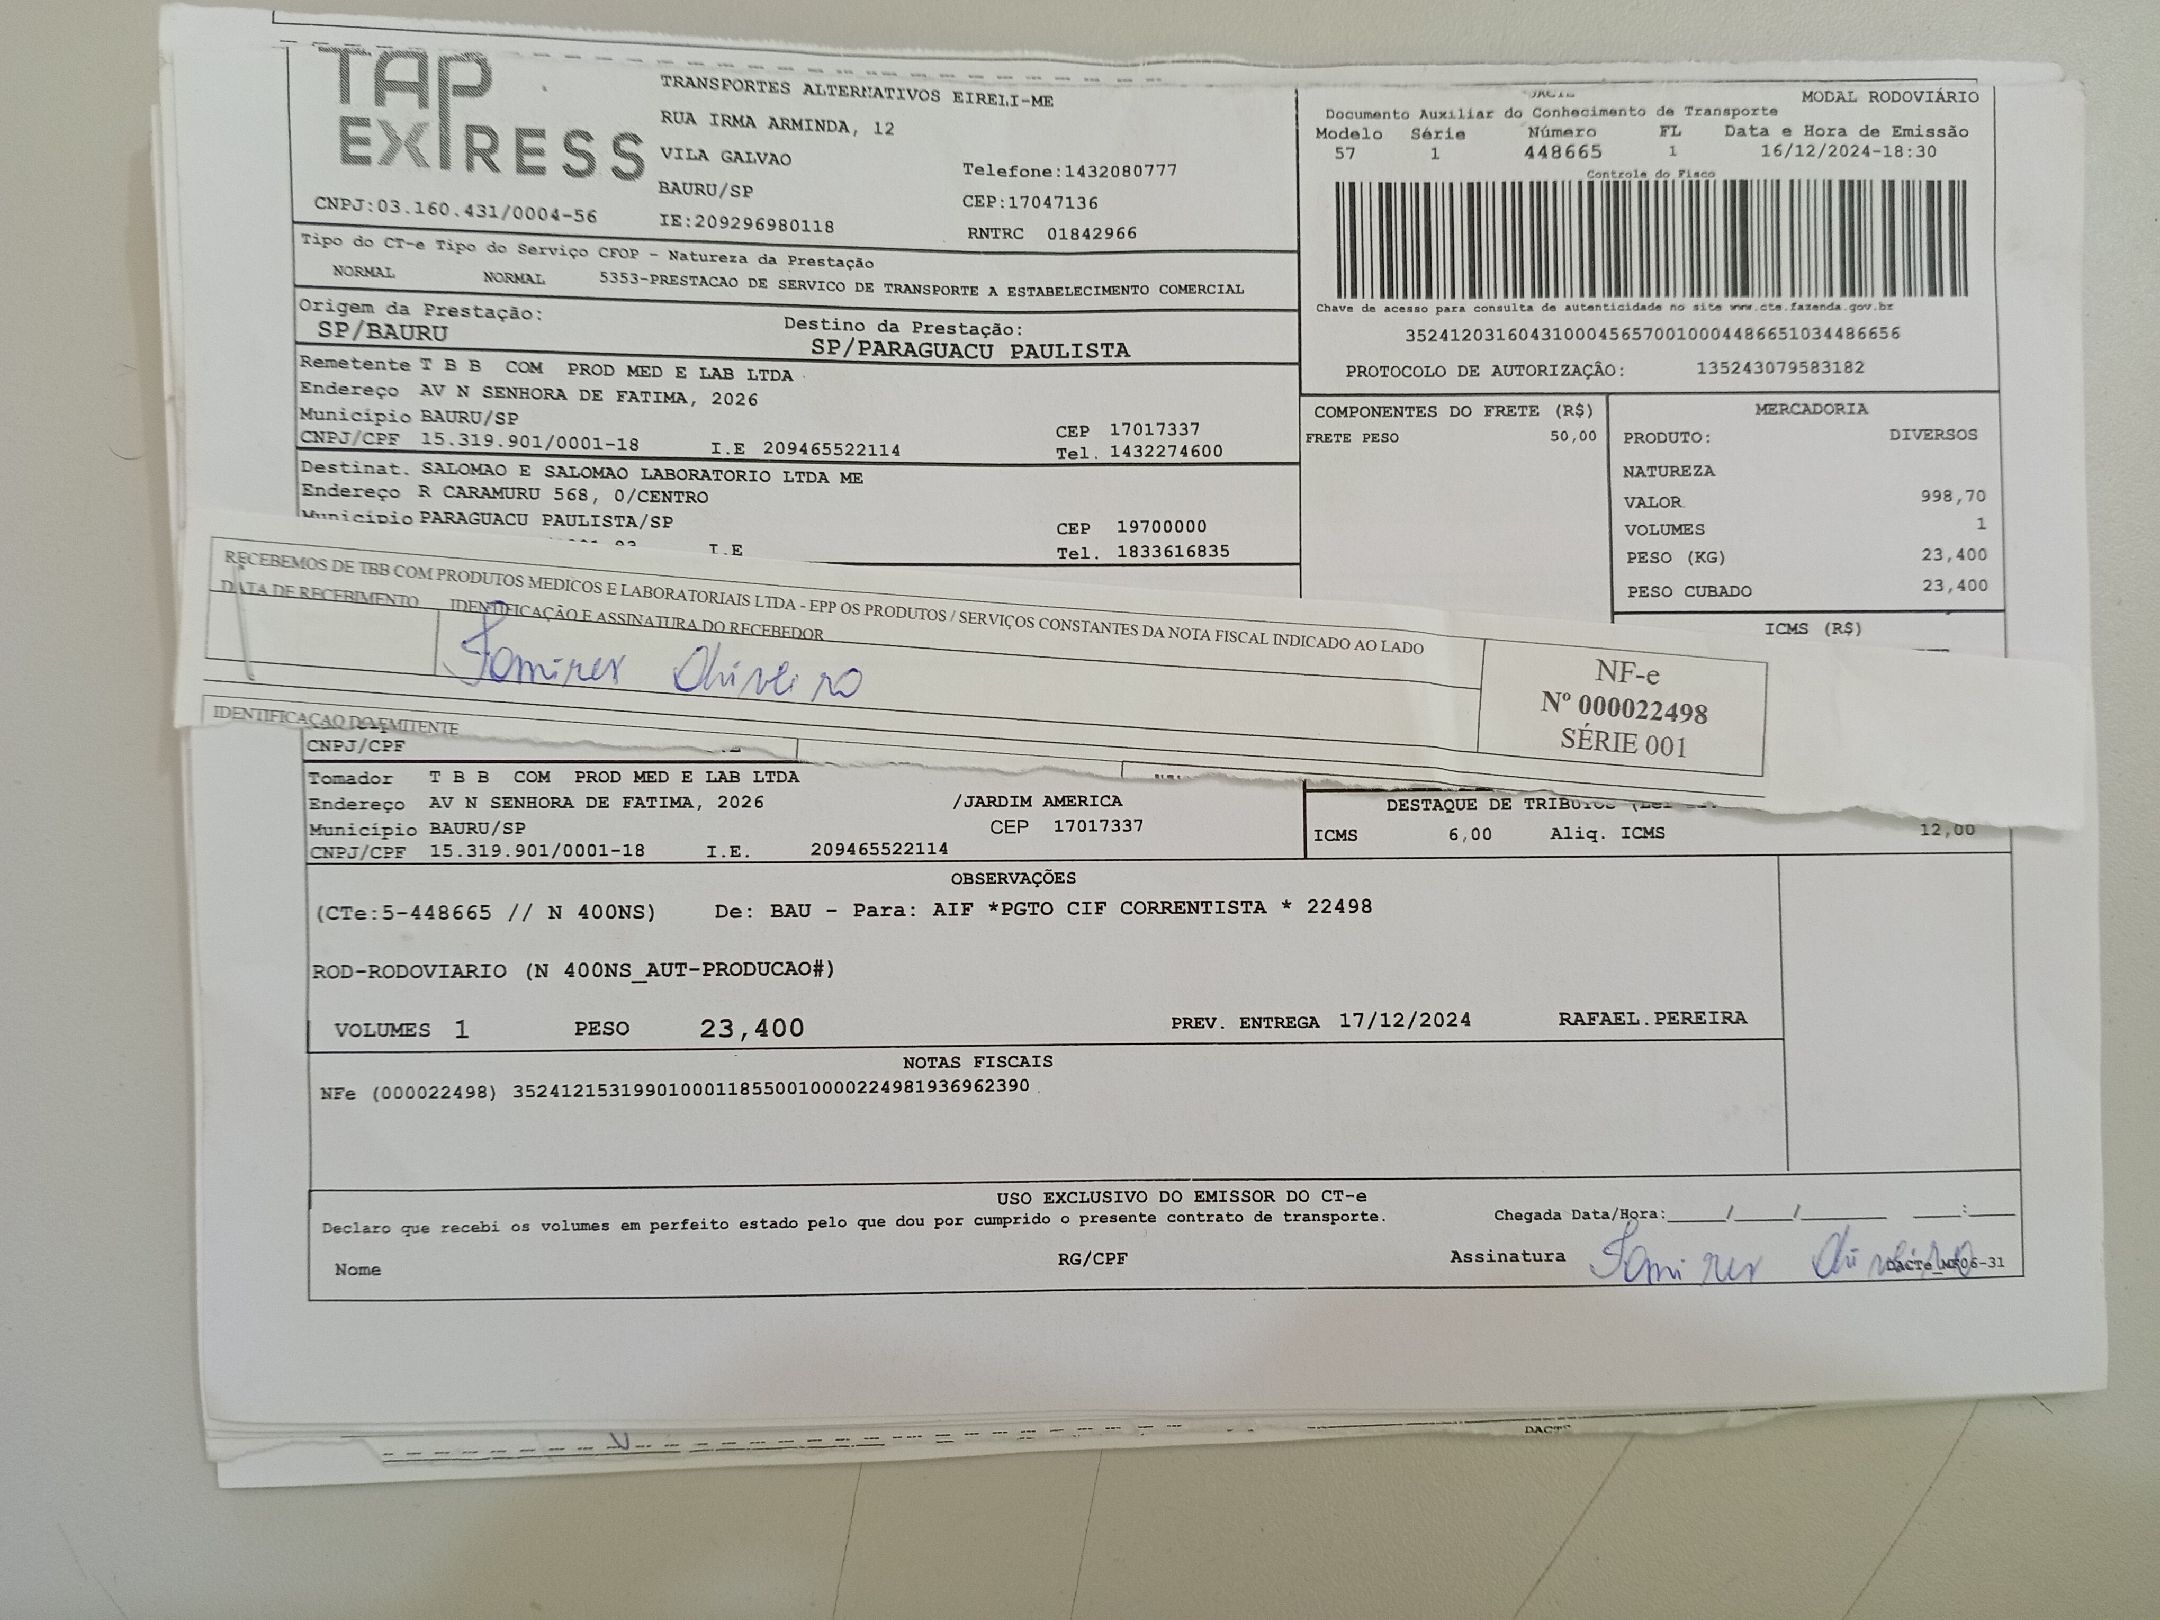 TAP
EXPRESS
TRANSPORTES ALTERNATIVOS EIRELI-ME
RUA IRMA ARMINDA, 12
VILA GALVAO
BAURU/SP
Telefone:1432080777
CEP:17047136
CNPJ:03.160.431/0004-56
IE:209296980118
RNTRC 01842966
MODAL RODOVIÁRIO
Documento Auxiliar do Conhecimento de Transporte
Modelo Série Número FL Data e Hora de Emissão
57 1 448665 1 16/12/2024-18:30
Controle do Fisco
Chave de acesso para consulta de autenticidade no site www.cte.fazenda.gov.br
35241203160431000456570010004486651034486656
PROTOCOLO DE AUTORIZAÇÃO: 135243079583182
Tipo do CT-e Tipo do Serviço CFOP - Natureza da Prestação
NORMAL NORMAL 5353-PRESTACAO DE SERVICO DE TRANSPORTE A ESTABELECIMENTO COMERCIAL
Origem da Prestação:
SP/BAURU
Destino da Prestação:
SP/PARAGUACU PAULISTA
Remetente T B B COM PROD MED E LAB LTDA
Endereço AV N SENHORA DE FATIMA, 2026
Município BAURU/SP
CEP 17017337
CNPJ/CPF 15.319.901/0001-18 I.E 209465522114
Tel. 1432274600
Destinat. SALOMAO E SALOMAO LABORATORIO LTDA ME
Endereço R CARAMURU 568, 0/CENTRO
Município PARAGUACU PAULISTA/SP
CEP 19700000
I.E
Tel. 1833616835
COMPONENTES DO FRETE (R$)
FRETE PESO 50,00
MERCADORIA
PRODUTO: DIVERSOS
NATUREZA
VALOR 998,70
VOLUMES 1
PESO (KG) 23,400
PESO CUBADO 23,400
ICMS (R$)
RECEBEMOS DE TBB COM PRODUTOS MEDICOS E LABORATORIAIS LTDA - EPP OS PRODUTOS / SERVIÇOS CONSTANTES DA NOTA FISCAL INDICADO AO LADO
DATA DE RECEBIMENTO IDENTIFICAÇÃO E ASSINATURA DO RECEBEDOR
NF-e
Nº 000022498
SÉRIE 001
IDENTIFICAÇÃO DO EMITENTE
CNPJ/CPF
Tomador T B B COM PROD MED E LAB LTDA
Endereço AV N SENHORA DE FATIMA, 2026 /JARDIM AMERICA
Município BAURU/SP CEP 17017337
CNPJ/CPF 15.319.901/0001-18 I.E. 209465522114
DESTAQUE DE TRIBUTOS
ICMS 6,00 Aliq. ICMS 12,00
OBSERVAÇÕES
(CTe:5-448665 // N 400NS) De: BAU - Para: AIF *PGTO CIF CORRENTISTA * 22498
ROD-RODOVIARIO (N 400NS_AUT-PRODUCAO#)
VOLUMES 1 PESO 23,400 PREV. ENTREGA 17/12/2024 RAFAEL.PEREIRA
NOTAS FISCAIS
NFe (000022498) 35241215319901000118550010000224981936962390
USO EXCLUSIVO DO EMISSOR DO CT-e
Declaro que recebi os volumes em perfeito estado pelo que dou por cumprido o presente contrato de transporte.
Chegada Data/Hora:____/____/______ ___:___
Nome RG/CPF Assinatura